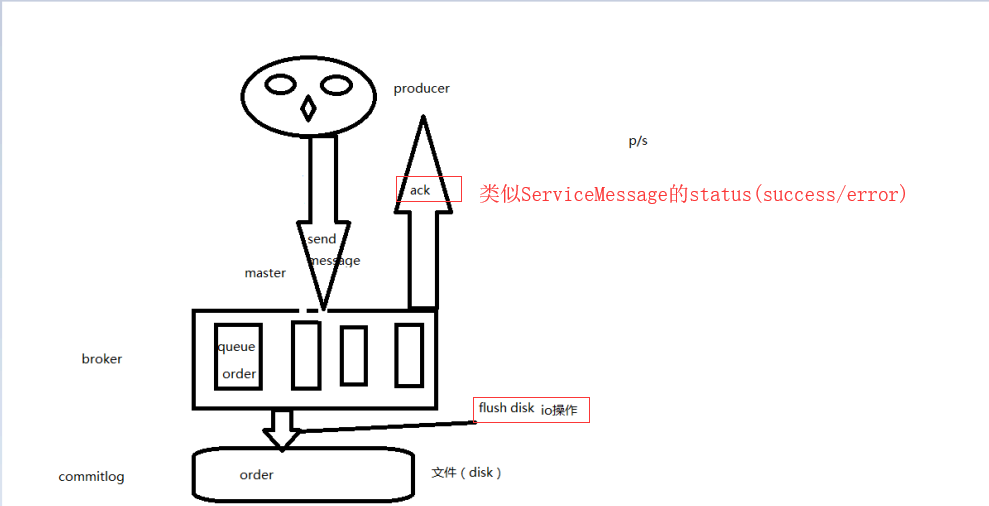 producer
p/s
ack
类似ServiceMessage的status(success/error)
send
message
master
queue
order
broker
flush disk io操作
order
文件（disk）
commitlog